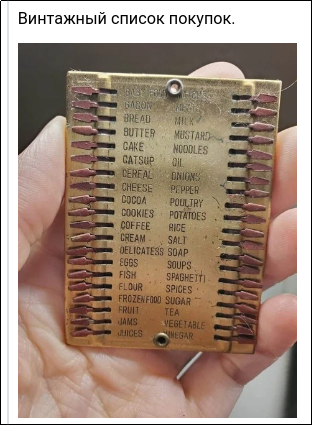 Винтажный список покупок.
BACON
BREAD MILK
BUTTER MUSTARD
CAKE NOODLES
CATSUP OIL
CEREAL ONIONS
CHEESE PEPPER
COCOA POULTRY
COOKIES POTATOES
COFFEE RICE
CREAM SALT
DELICATESS SOAP
EGGS SOUPS
FISH SPAGHETTI
FLOUR SPICES
FROZEN FOOD SUGAR
FRUIT TEA
JAMS VEGETABLE
JUICES VINEGAR